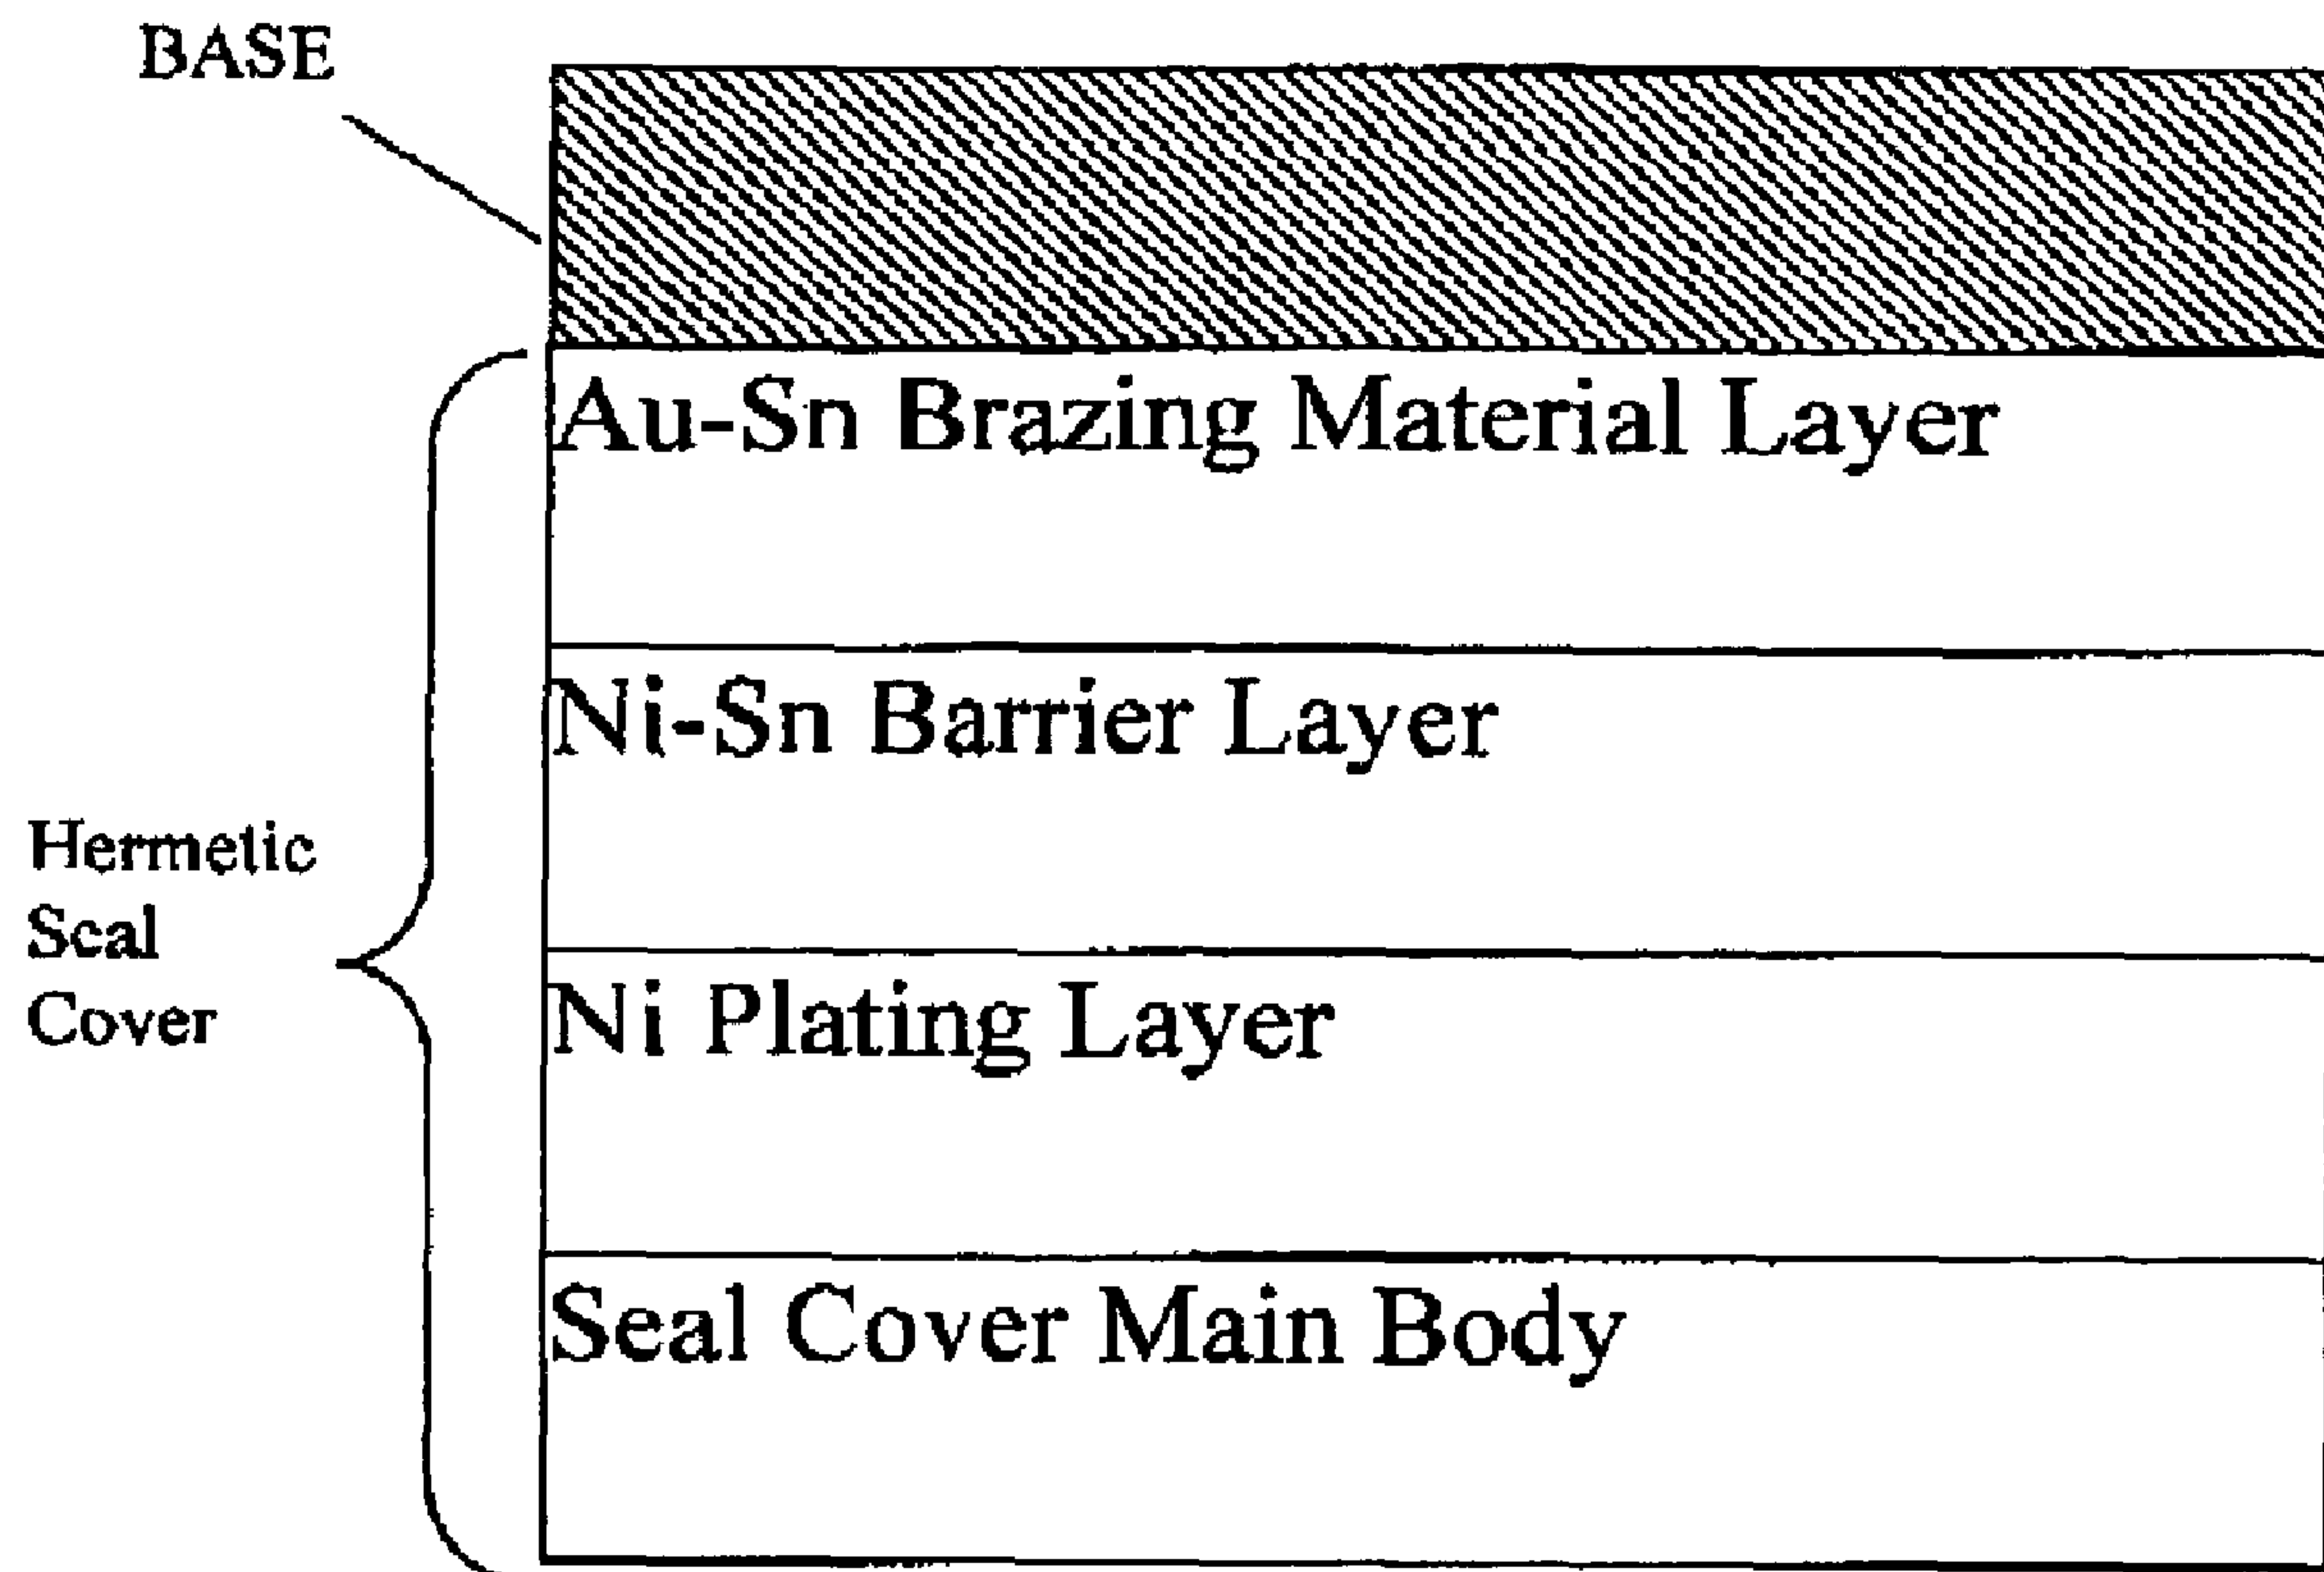 BASE
Au-Sn Brazing Material Layer
Ni-Sn Barrier Layer
Hermetic
Seal
Cover
Ni Plating Layer
Seal Cover Main Body